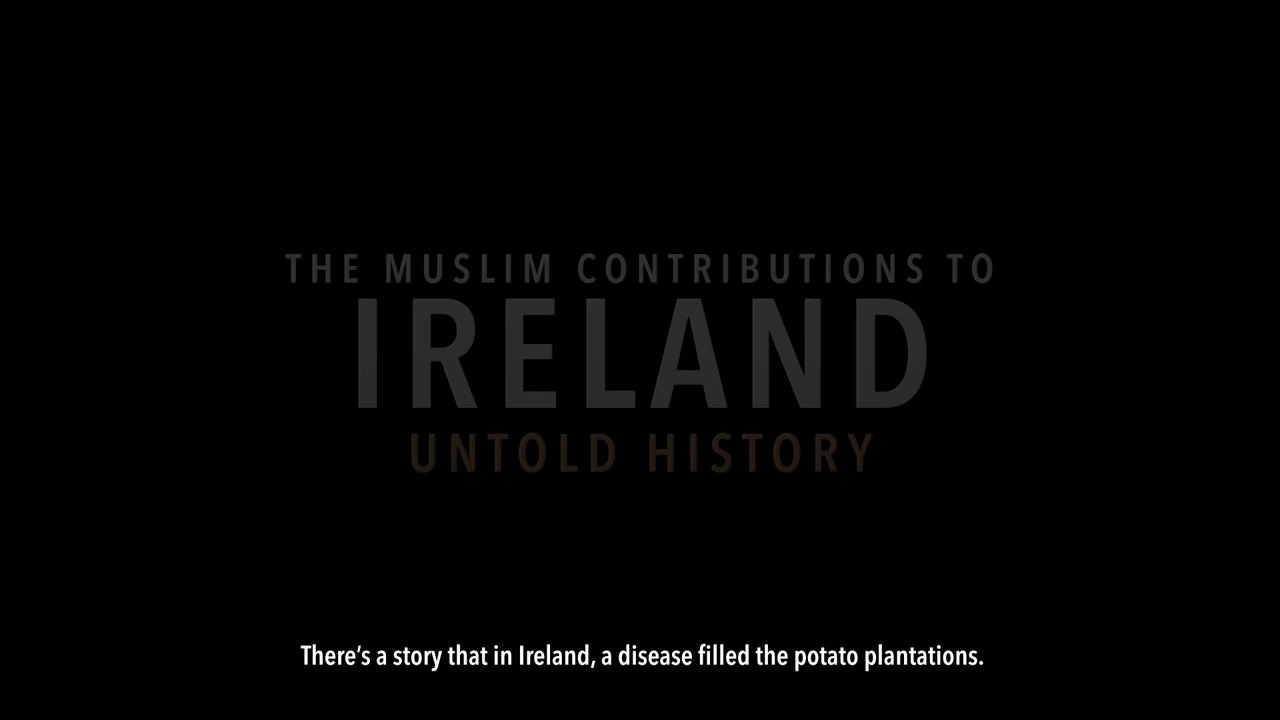 THE MUSLIM CONTRIBUTIONS TO
IRELAND
UNTOLD HISTORY
There's a story that in Ireland, a disease filled the potato plantations.